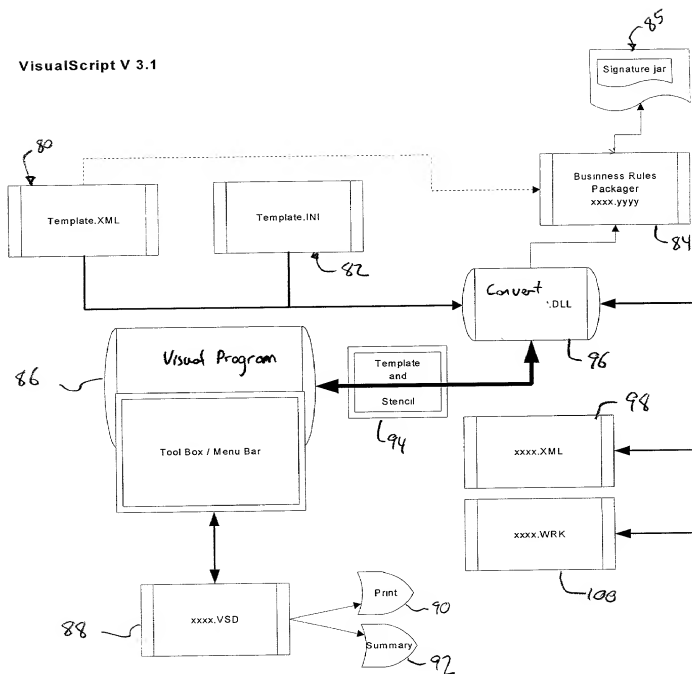 85
Signature jar
VisualScript V 3.1
80
Businness Rules
Packager
xxxx.yyyy
Template.XML
Template.INI
84
82
Convert
.DLL
Visual Program
96
86
Template
and
Stencil
94
98
Tool Box / Menu Bar
xxxx.XML
xxxx.WRK
100
Print
90
xxxx.VSD
88
Summary
92